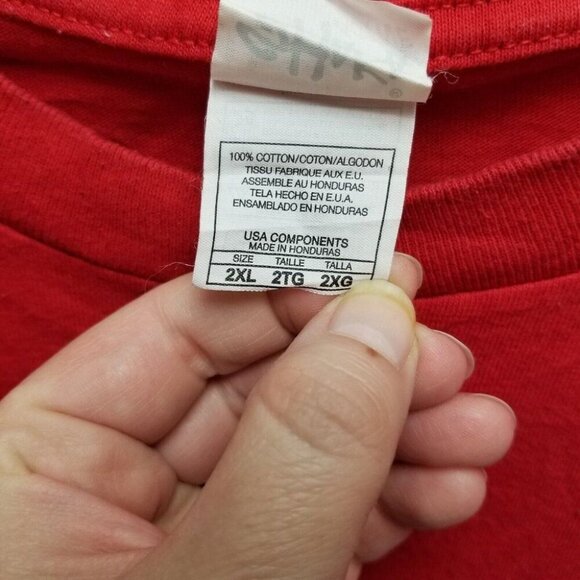 100% COTTON/COTON/ALGODON
TISSU FABRIQUE AUX E.U.
ASSEMBLE AU HONDURAS
TELA HECHO EN E.U.A.
ENSAMBLADO EN HONDURAS
USA COMPONENTS
MADE IN HONDURAS
SIZE TAILLE TALLA
2XL 2TG 2XG